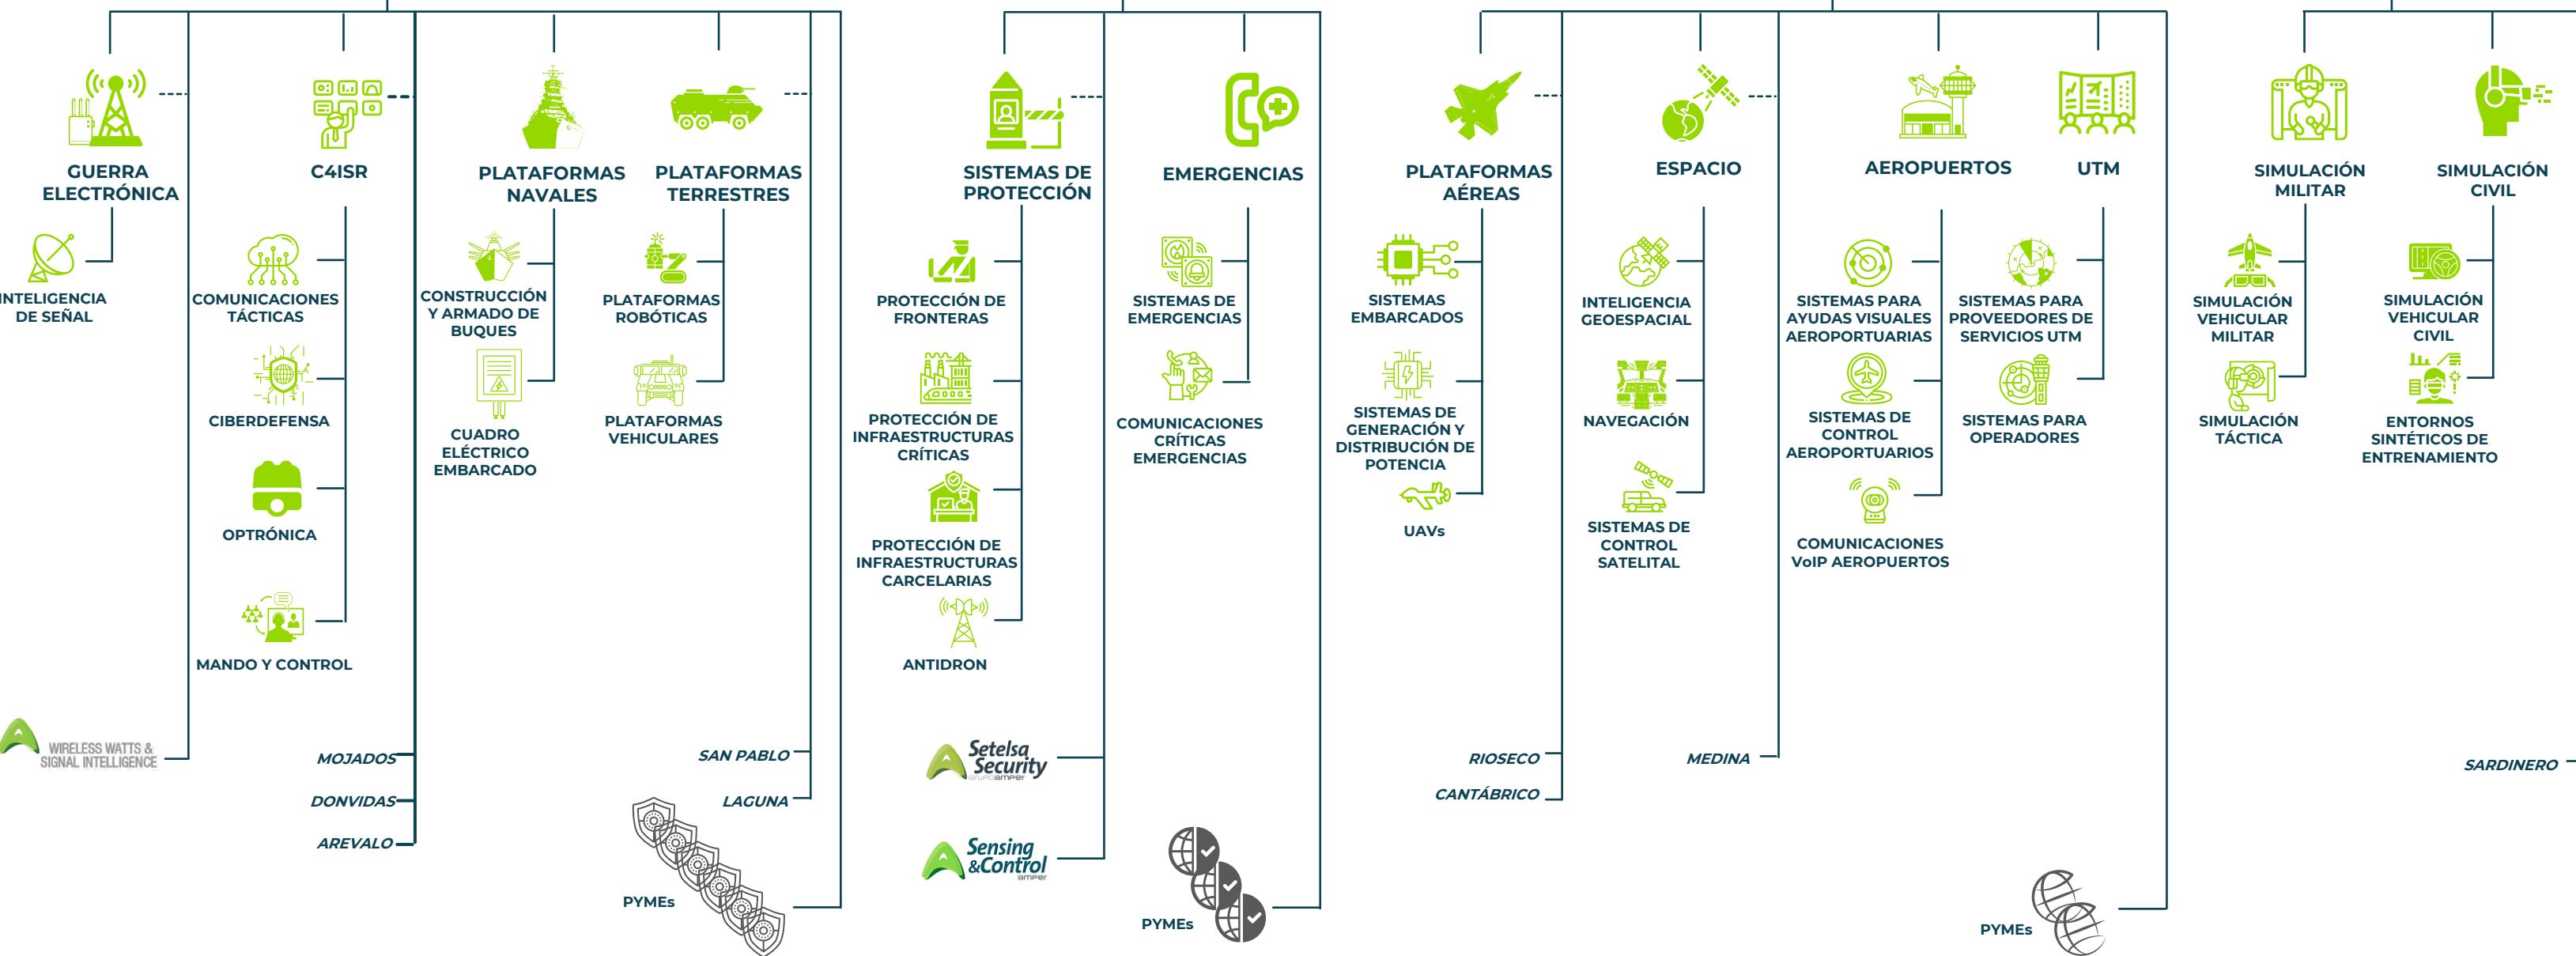 GUERRA
ELECTRÓNICA
INTELIGENCIA
DE SEÑAL
C4ISR
COMUNICACIONES
TÁCTICAS
CIBERDEFENSA
OPTRÓNICA
MANDO Y CONTROL
PLATAFORMAS
NAVALES
CONSTRUCCIÓN
Y ARMADO DE
BUQUES
CUADRO
ELÉCTRICO
EMBARCADO
PLATAFORMAS
TERRESTRES
PLATAFORMAS
ROBÓTICAS
PLATAFORMAS
VEHICULARES
WIRELESS WATTS &
SIGNAL INTELLIGENCE
MOJADOS
DONVIDAS
AREVALO
SAN PABLO
LAGUNA
PYMEs
SISTEMAS DE
PROTECCIÓN
PROTECCIÓN DE
FRONTERAS
PROTECCIÓN DE
INFRAESTRUCTURAS
CRÍTICAS
PROTECCIÓN DE
INFRAESTRUCTURAS
CARCELARIAS
ANTIDRON
EMERGENCIAS
SISTEMAS DE
EMERGENCIAS
COMUNICACIONES
CRÍTICAS
EMERGENCIAS
Setelsa
Security
GRUPOamper
Sensing
&Control
amper
PYMEs
PLATAFORMAS
AÉREAS
SISTEMAS
EMBARCADOS
SISTEMAS DE
GENERACIÓN Y
DISTRIBUCIÓN DE
POTENCIA
UAVs
ESPACIO
INTELIGENCIA
GEOESPACIAL
NAVEGACIÓN
SISTEMAS DE
CONTROL
SATELITAL
AEROPUERTOS
SISTEMAS PARA
AYUDAS VISUALES
AEROPORTUARIAS
SISTEMAS DE
CONTROL
AEROPORTUARIOS
COMUNICACIONES
VoIP AEROPUERTOS
UTM
SISTEMAS PARA
PROVEEDORES DE
SERVICIOS UTM
SISTEMAS PARA
OPERADORES
RIOSECO
CANTÁBRICO
MEDINA
PYMEs
SIMULACIÓN
MILITAR
SIMULACIÓN
VEHICULAR
MILITAR
SIMULACIÓN
TÁCTICA
SIMULACIÓN
CIVIL
SIMULACIÓN
VEHICULAR
CIVIL
ENTORNOS
SINTÉTICOS DE
ENTRENAMIENTO
SARDINERO